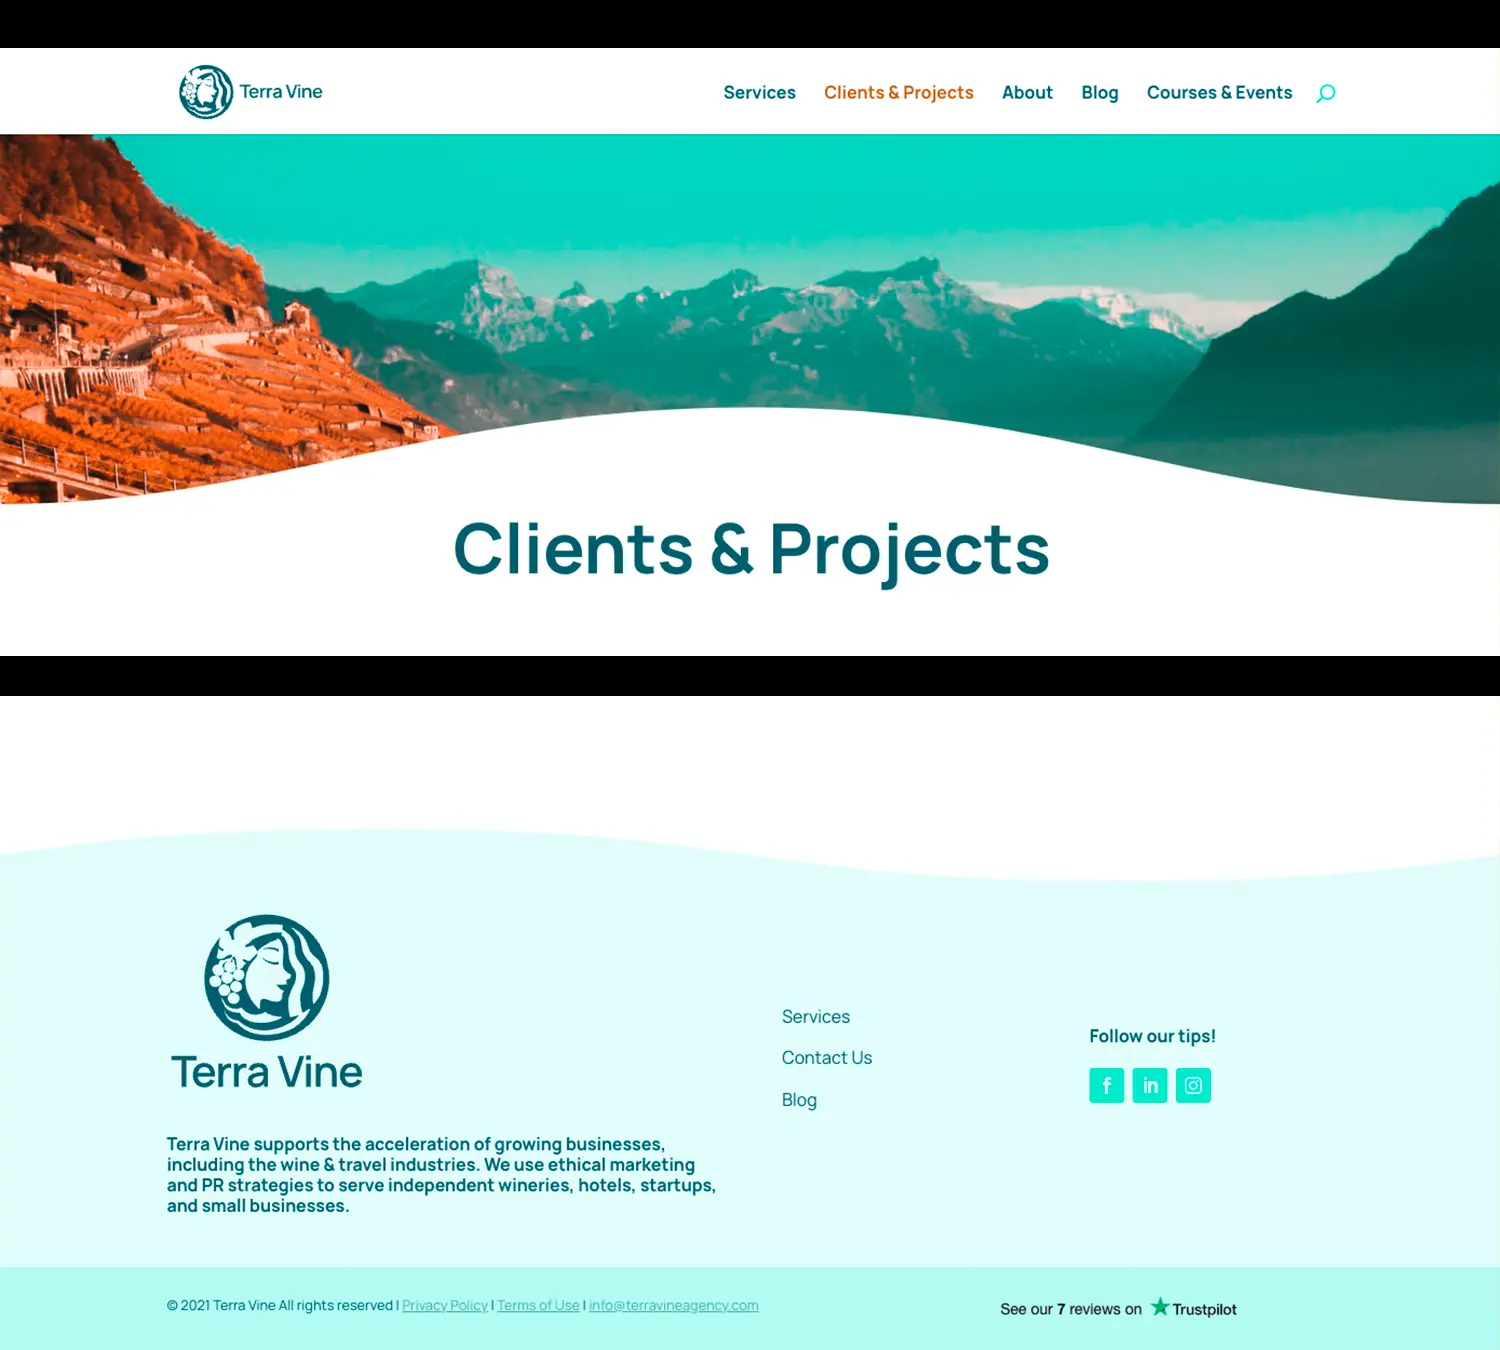 Terra Vine
Services
Clients & Projects
About
Blog
Courses & Events
Clients & Projects
Terra Vine
Terra Vine supports the acceleration of growing businesses,
including the wine & travel industries. We use ethical marketing
and PR strategies to serve independent wineries, hotels, startups,
and small businesses.
Services
Contact Us
Blog
Follow our tips!
© 2021 Terra Vine All rights reserved | Privacy Policy | Terms of Use | info@terravineagency.com
See our 7 reviews on Trustpilot